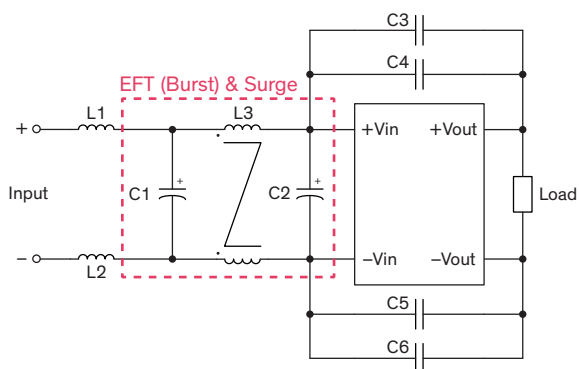 C3
C4
EFT (Burst) & Surge
L1
L3
+
+Vin
+Vout
Input
C1
+
C2
+
Load
−
−Vin
−Vout
L2
C5
C6